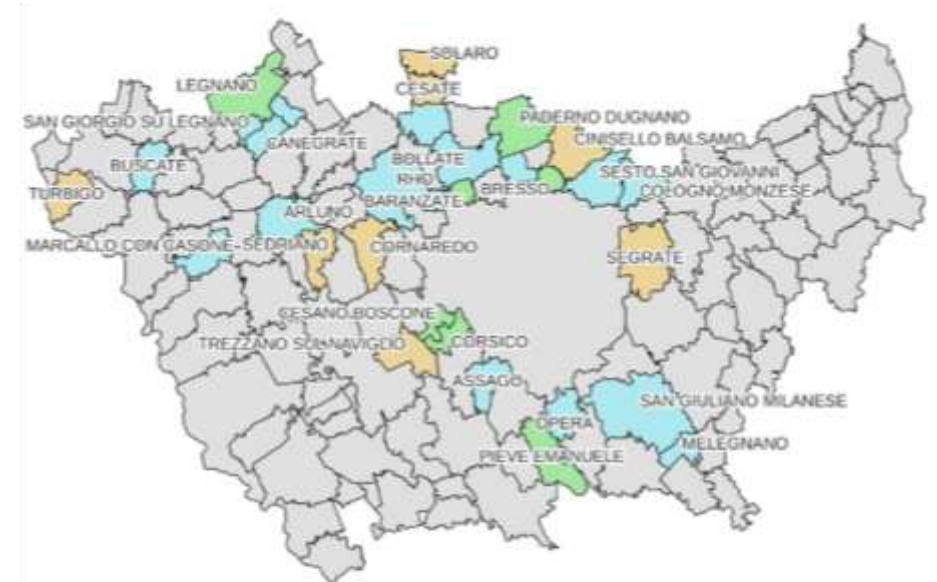 SOLARO
LEGNANO
CESATE
SAN GIORGIO SU LEGNANO
PADERNO DUGNANO
CANEGRATE
CINISELLO BALSAMO
BUSCATE
BOLLATE
SESTO SAN GIOVANNI
RHO
TURBIGO
BRESSO
COLOGNO MONZESE
BARANZATE
ARLUNO
MARCALLO CON CASONE
SEDRIANO
CORNAREDO
SEGRATE
CESANO BOSCONE
TREZZANO SUL NAVIGLIO
CORSICO
ASSAGO
SAN GIULIANO MILANESE
OPERA
MELEGNANO
PIEVE EMANUELE